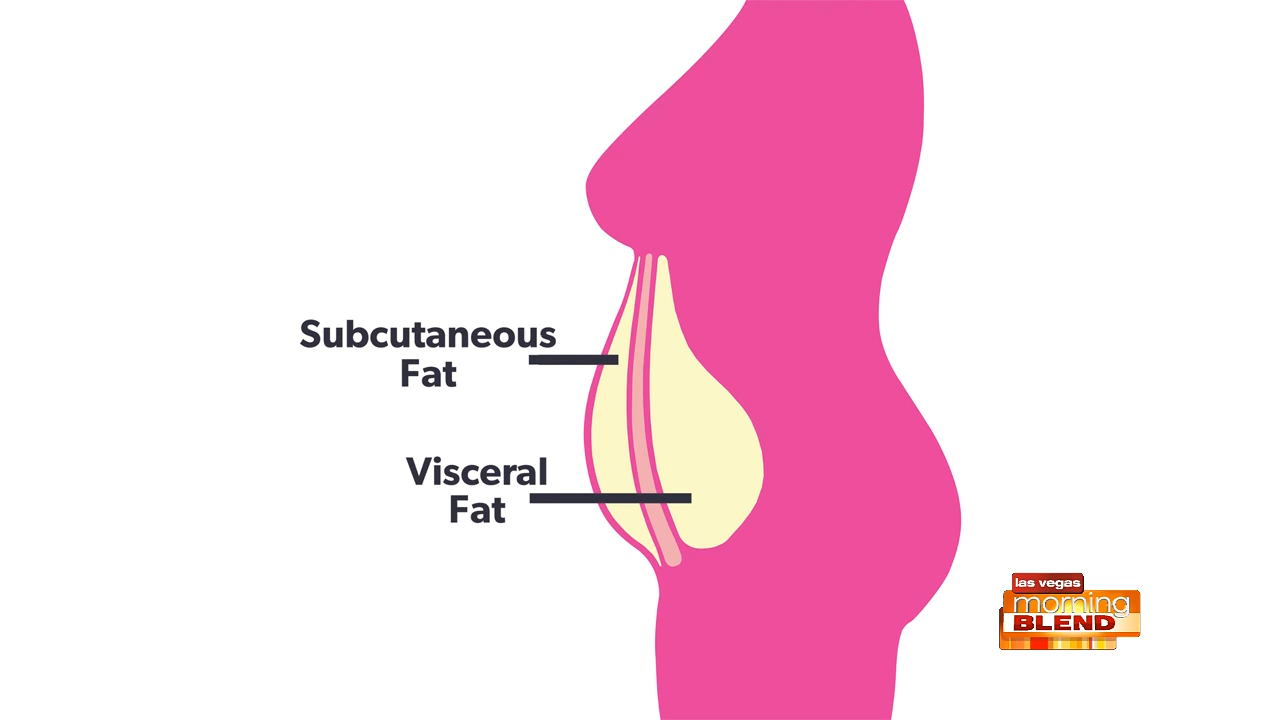 Subcutaneous
Fat
Visceral
Fat
las vegas
morning
BLEND